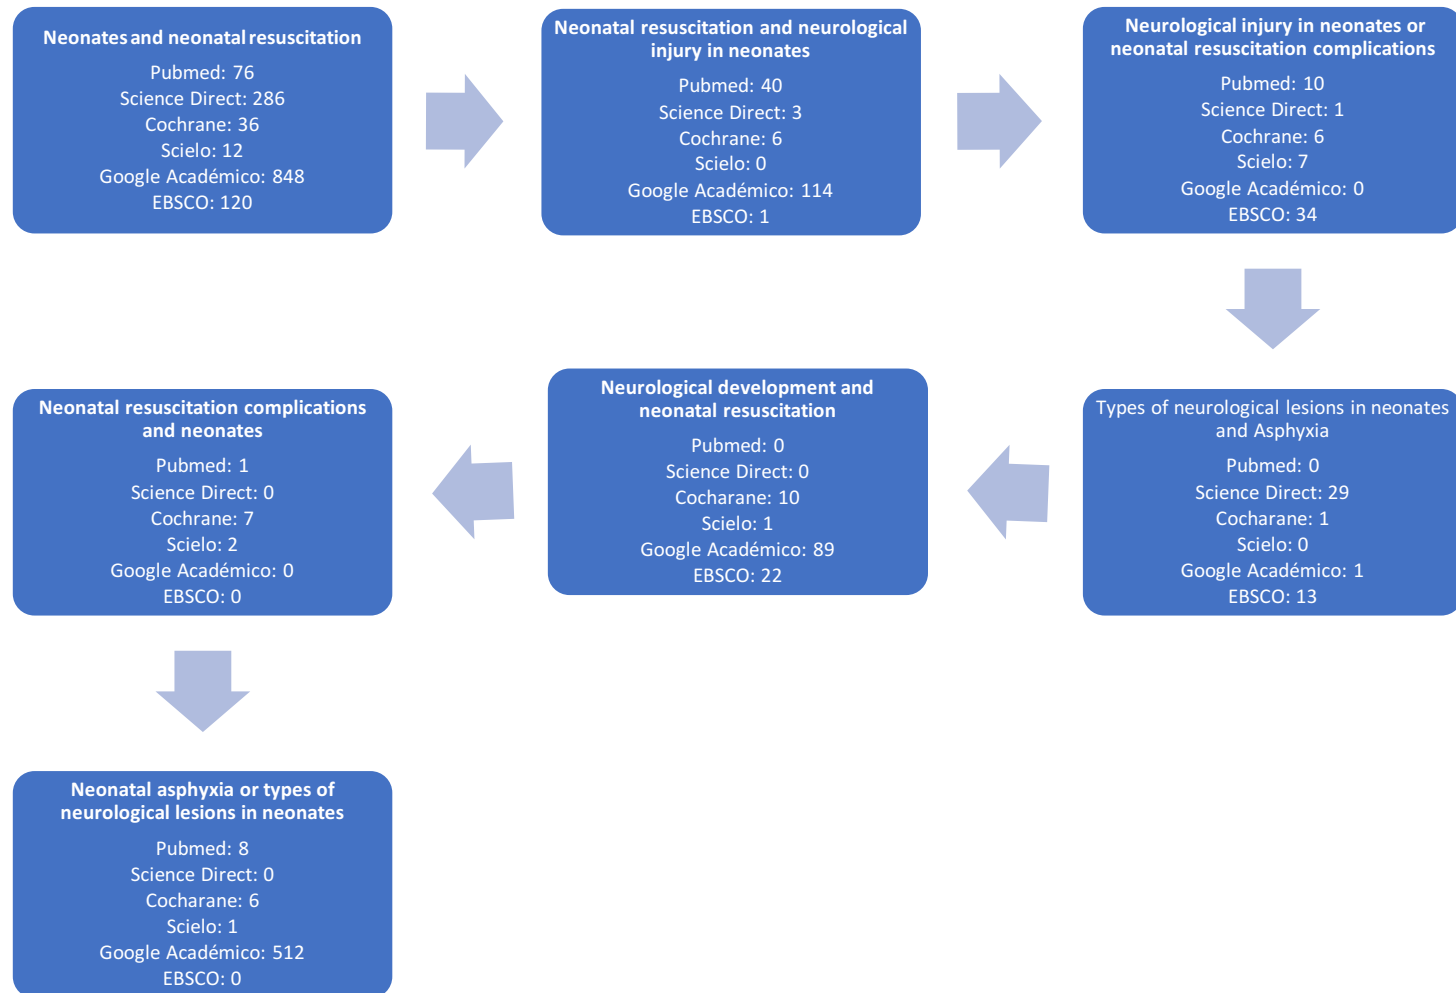 Neonates and neonatal resuscitation
Pubmed: 76
Science Direct: 286
Cochrane: 36
Scielo: 12
Google Académico: 848
EBSCO: 120
Neonatal resuscitation and neurological
injury in neonates
Pubmed: 40
Science Direct: 3
Cochrane: 6
Scielo: 0
Google Académico: 114
EBSCO: 1
Neurological injury in neonates or
neonatal resuscitation complications
Pubmed: 10
Science Direct: 1
Cochrane: 6
Scielo: 7
Google Académico: 0
EBSCO: 34
Types of neurological lesions in neonates
and Asphyxia
Pubmed: 0
Science Direct: 29
Cocharane: 1
Scielo: 0
Google Académico: 1
EBSCO: 13
Neurological development and
neonatal resuscitation
Pubmed: 0
Science Direct: 0
Cocharane: 10
Scielo: 1
Google Académico: 89
EBSCO: 22
Neonatal resuscitation complications
and neonates
Pubmed: 1
Science Direct: 0
Cochrane: 7
Scielo: 2
Google Académico: 0
EBSCO: 0
Neonatal asphyxia or types of
neurological lesions in neonates
Pubmed: 8
Science Direct: 0
Cocharane: 6
Scielo: 1
Google Académico: 512
EBSCO: 0